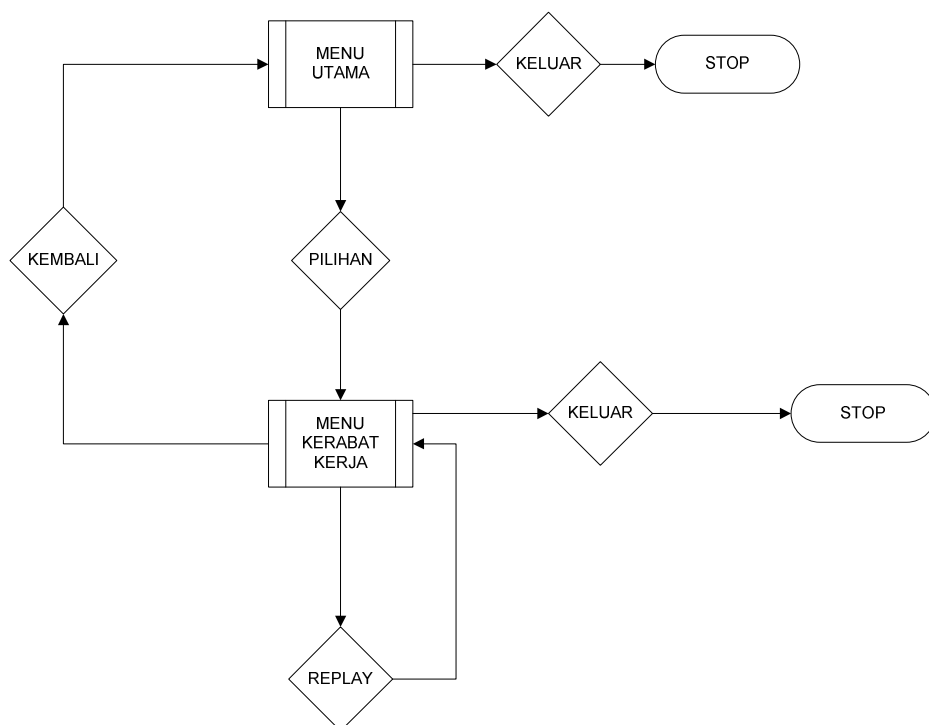 MENU
UTAMA
KELUAR
STOP
KEMBALI
PILIHAN
MENU
KERABAT
KERJA
KELUAR
STOP
REPLAY